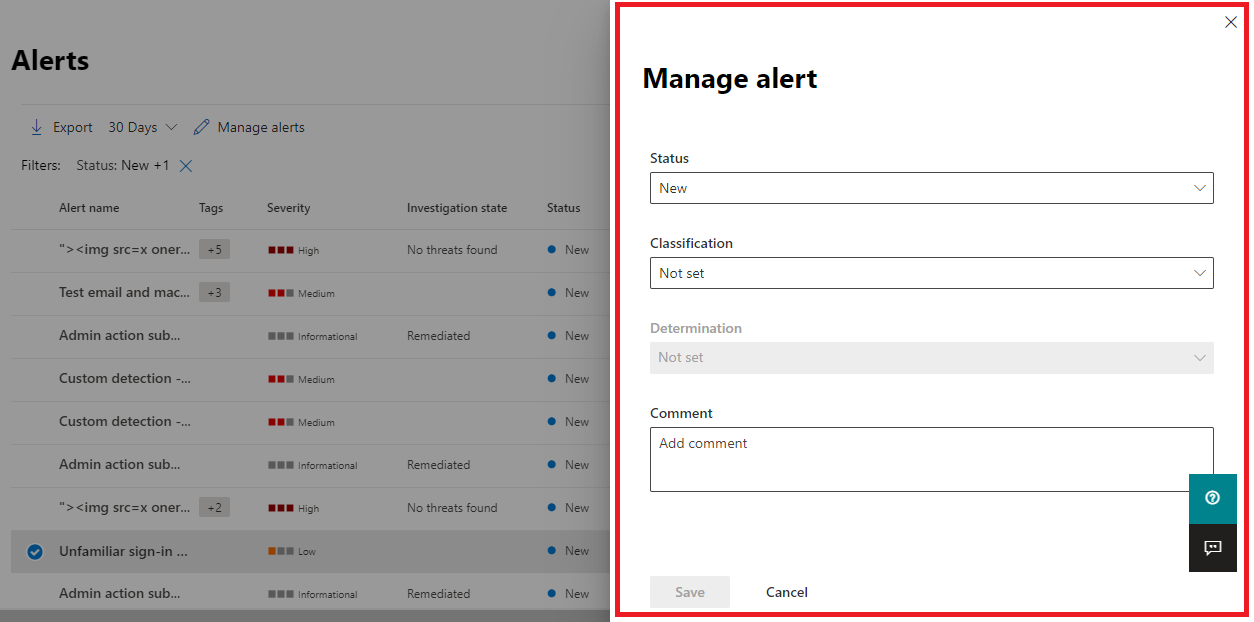 Alerts
Export 30 Days Manage alerts
Filters: Status: New +1
Alert name Tags Severity Investigation state Status
"><img src=x oner... +5 High No threats found New
Test email and mac... +3 Medium New
Admin action sub... Informational Remediated New
Custom detection -... Medium New
Custom detection -... Medium New
Admin action sub... Informational Remediated New
"><img src=x oner... +2 High No threats found New
Unfamiliar sign-in ... Low New
Admin action sub... Informational Remediated New
Manage alert
Status
New
Classification
Not set
Determination
Not set
Comment
Add comment
Save Cancel